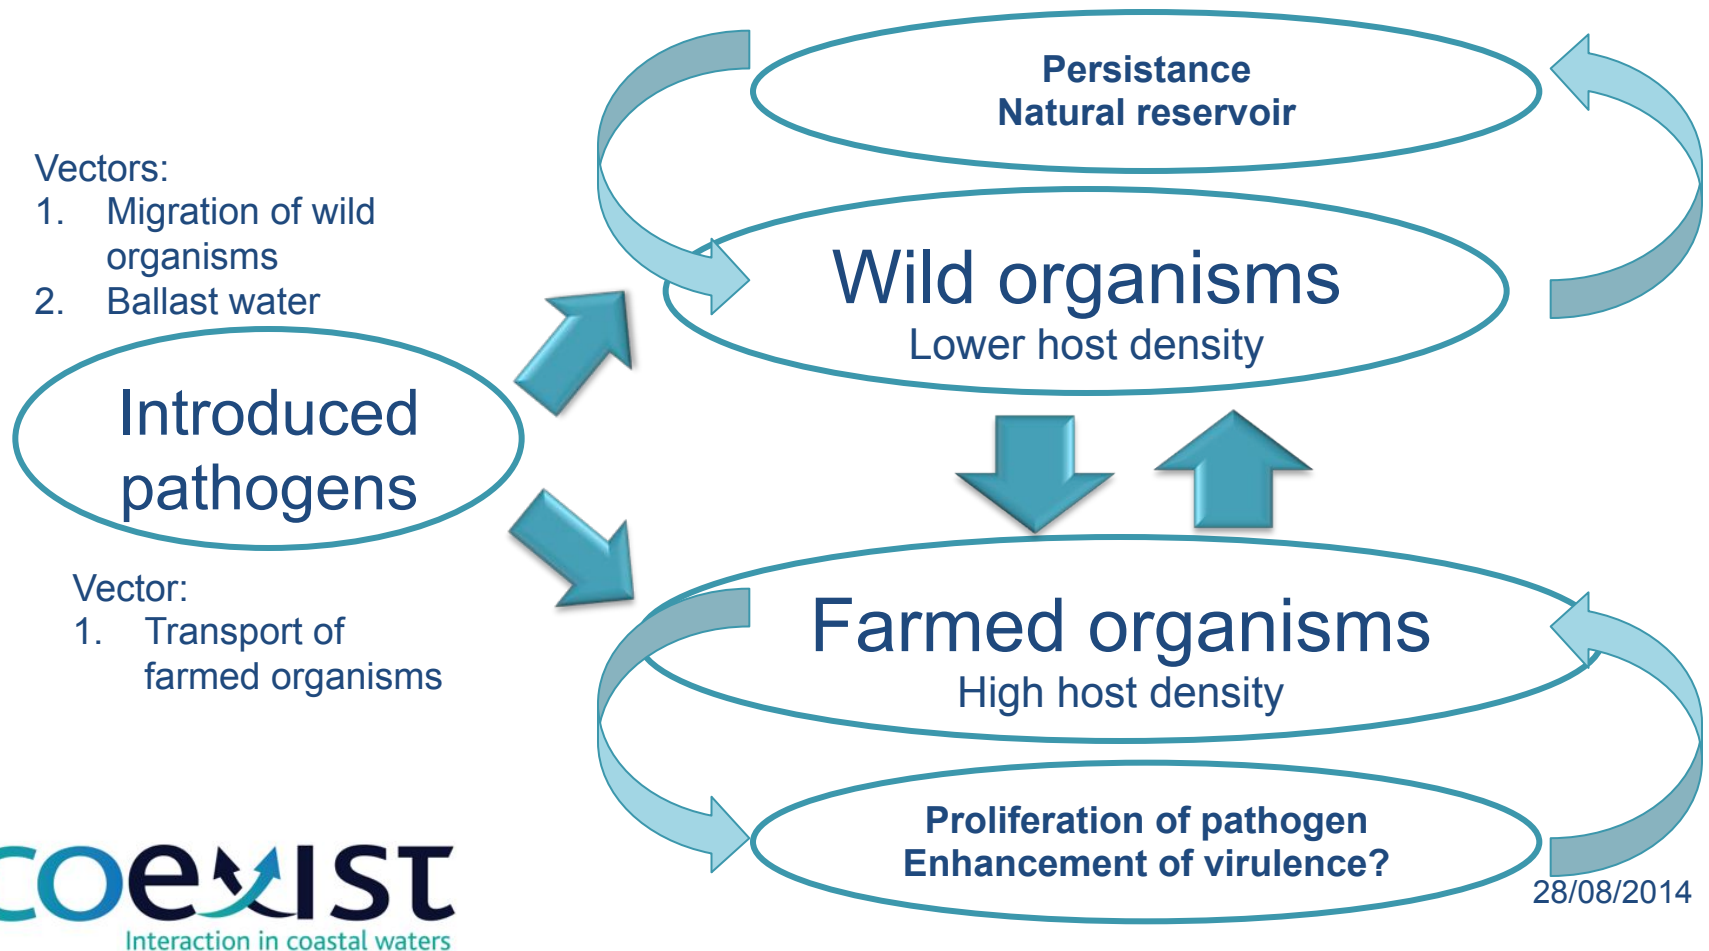 Persistance
Natural reservoir
Vectors:
1. Migration of wild
organisms
2. Ballast water
Wild organisms
Lower host density
Introduced
pathogens
Vector:
1. Transport of
farmed organisms
Farmed organisms
High host density
Proliferation of pathogen
Enhancement of virulence?
28/08/2014
coexist
Interaction in coastal waters